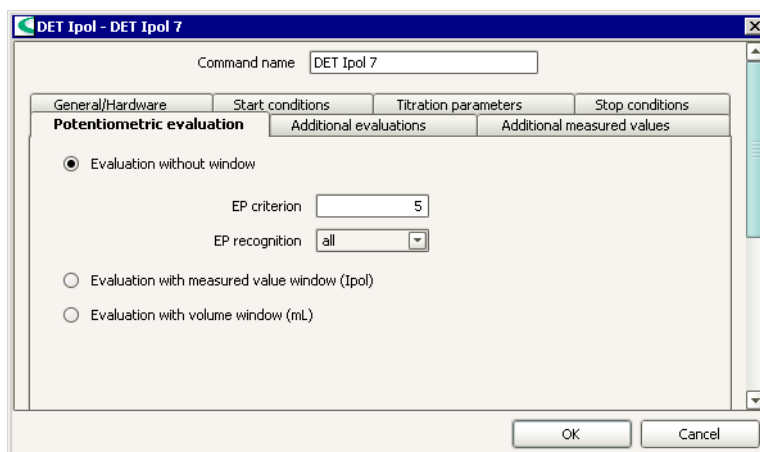 DET Ipol - DET Ipol 7
Command name DET Ipol 7
General/Hardware Start conditions Titration parameters Stop conditions
Potentiometric evaluation Additional evaluations Additional measured values
Evaluation without window
EP criterion 5
EP recognition all
Evaluation with measured value window (Ipol)
Evaluation with volume window (mL)
OK Cancel